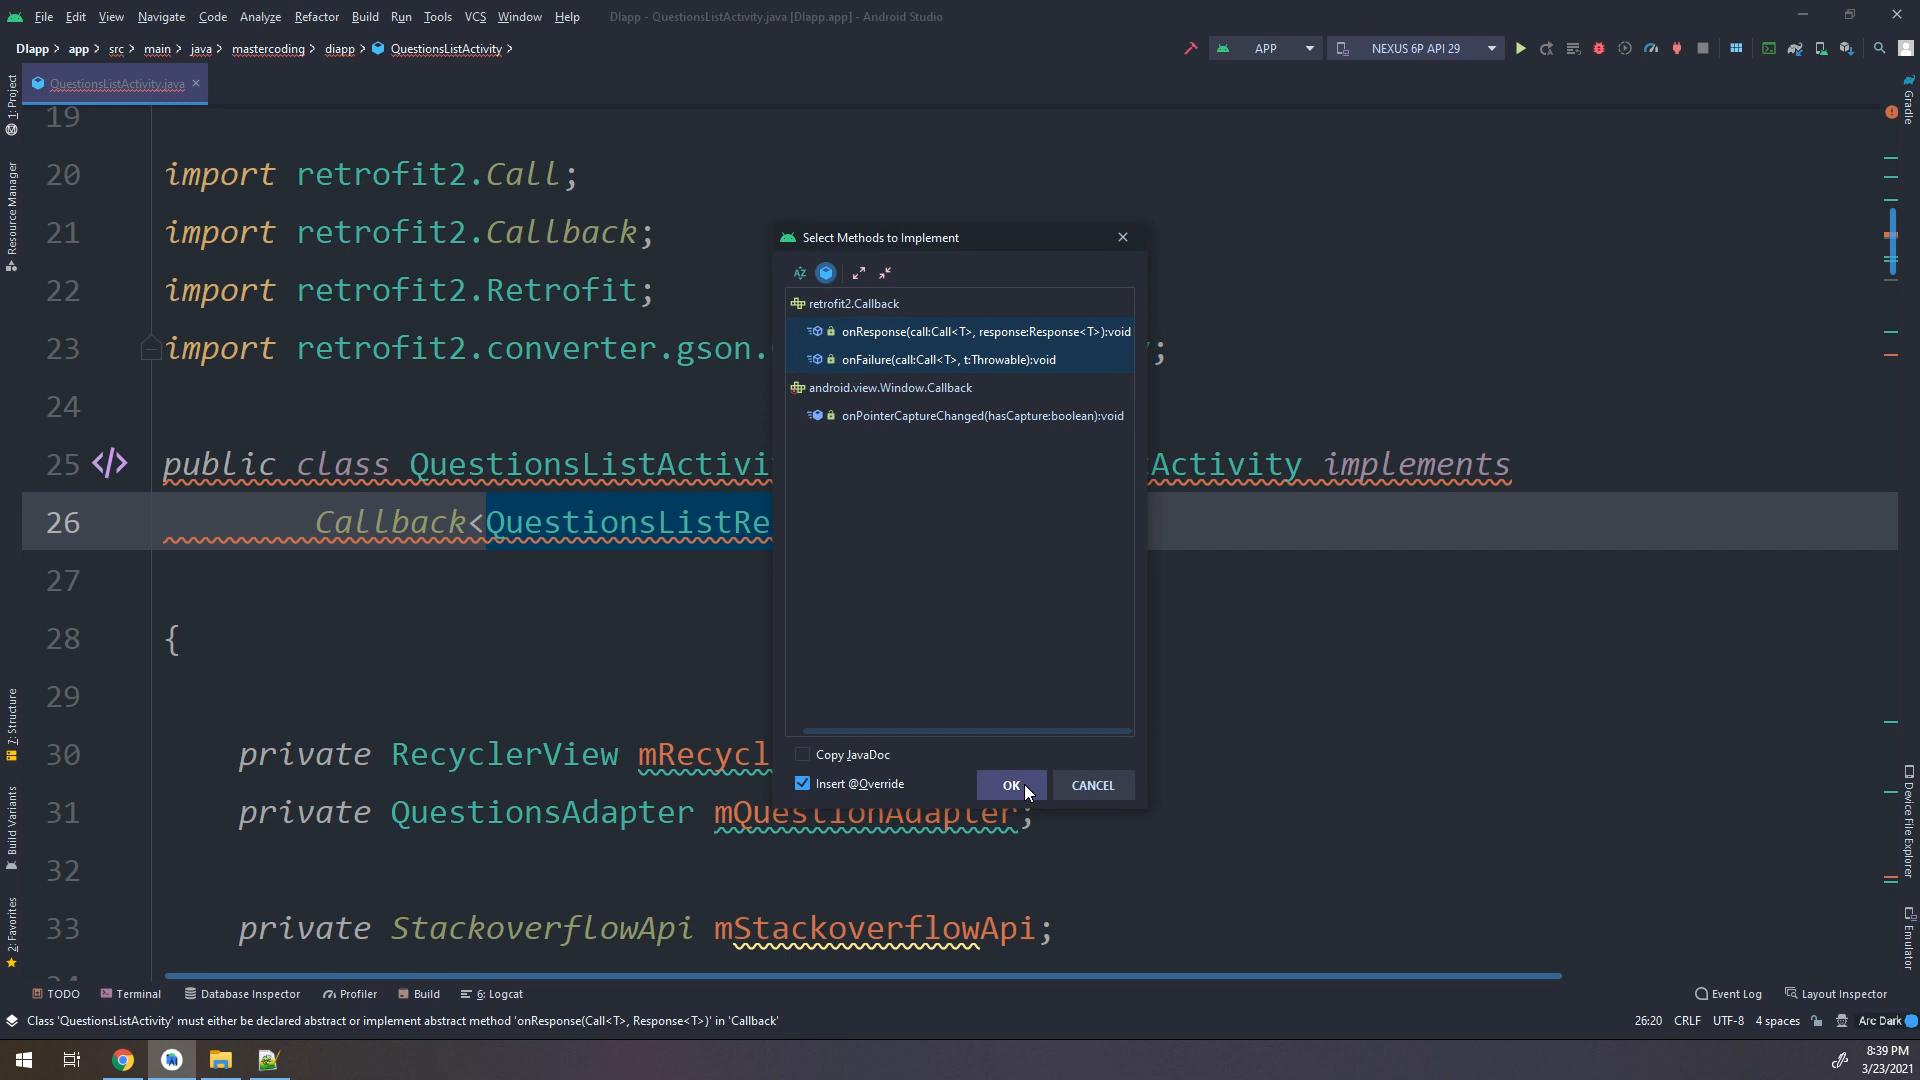 File Edit View Navigate Code Analyze Refactor Build Run Tools VCS Window Help DIapp - QuestionsListActivity.java [DIapp.app] - Android Studio
DIapp app src main java mastercoding diapp QuestionsListActivity
APP NEXUS 6P API 29
QuestionsListActivity.java
1: Project
Resource Manager
Z: Structure
Build Variants
2: Favorites
Gradle
Device File Explorer
Emulator
19
20 import retrofit2.Call;
21 import retrofit2.Callback;
22 import retrofit2.Retrofit;
23 import retrofit2.converter.gson. ;
24
25 public class QuestionsListActivi Activity implements
26 Callback<QuestionsListRe
27
28 {
29
30 private RecyclerView mRecycl
31 private QuestionsAdapter mQuestionAdapter;
32
33 private StackoverflowApi mStackoverflowApi;
34
Select Methods to Implement
retrofit2.Callback
onResponse(call:Call<T>, response:Response<T>):void
onFailure(call:Call<T>, t:Throwable):void
android.view.Window.Callback
onPointerCaptureChanged(hasCapture:boolean):void
Copy JavaDoc
Insert @Override
OK CANCEL
TODO Terminal Database Inspector Profiler Build 6: Logcat Event Log Layout Inspector
Class 'QuestionsListActivity' must either be declared abstract or implement abstract method 'onResponse(Call<T>, Response<T>)' in 'Callback' 26:20 CRLF UTF-8 4 spaces Arc Dark
8:39 PM
3/23/2021